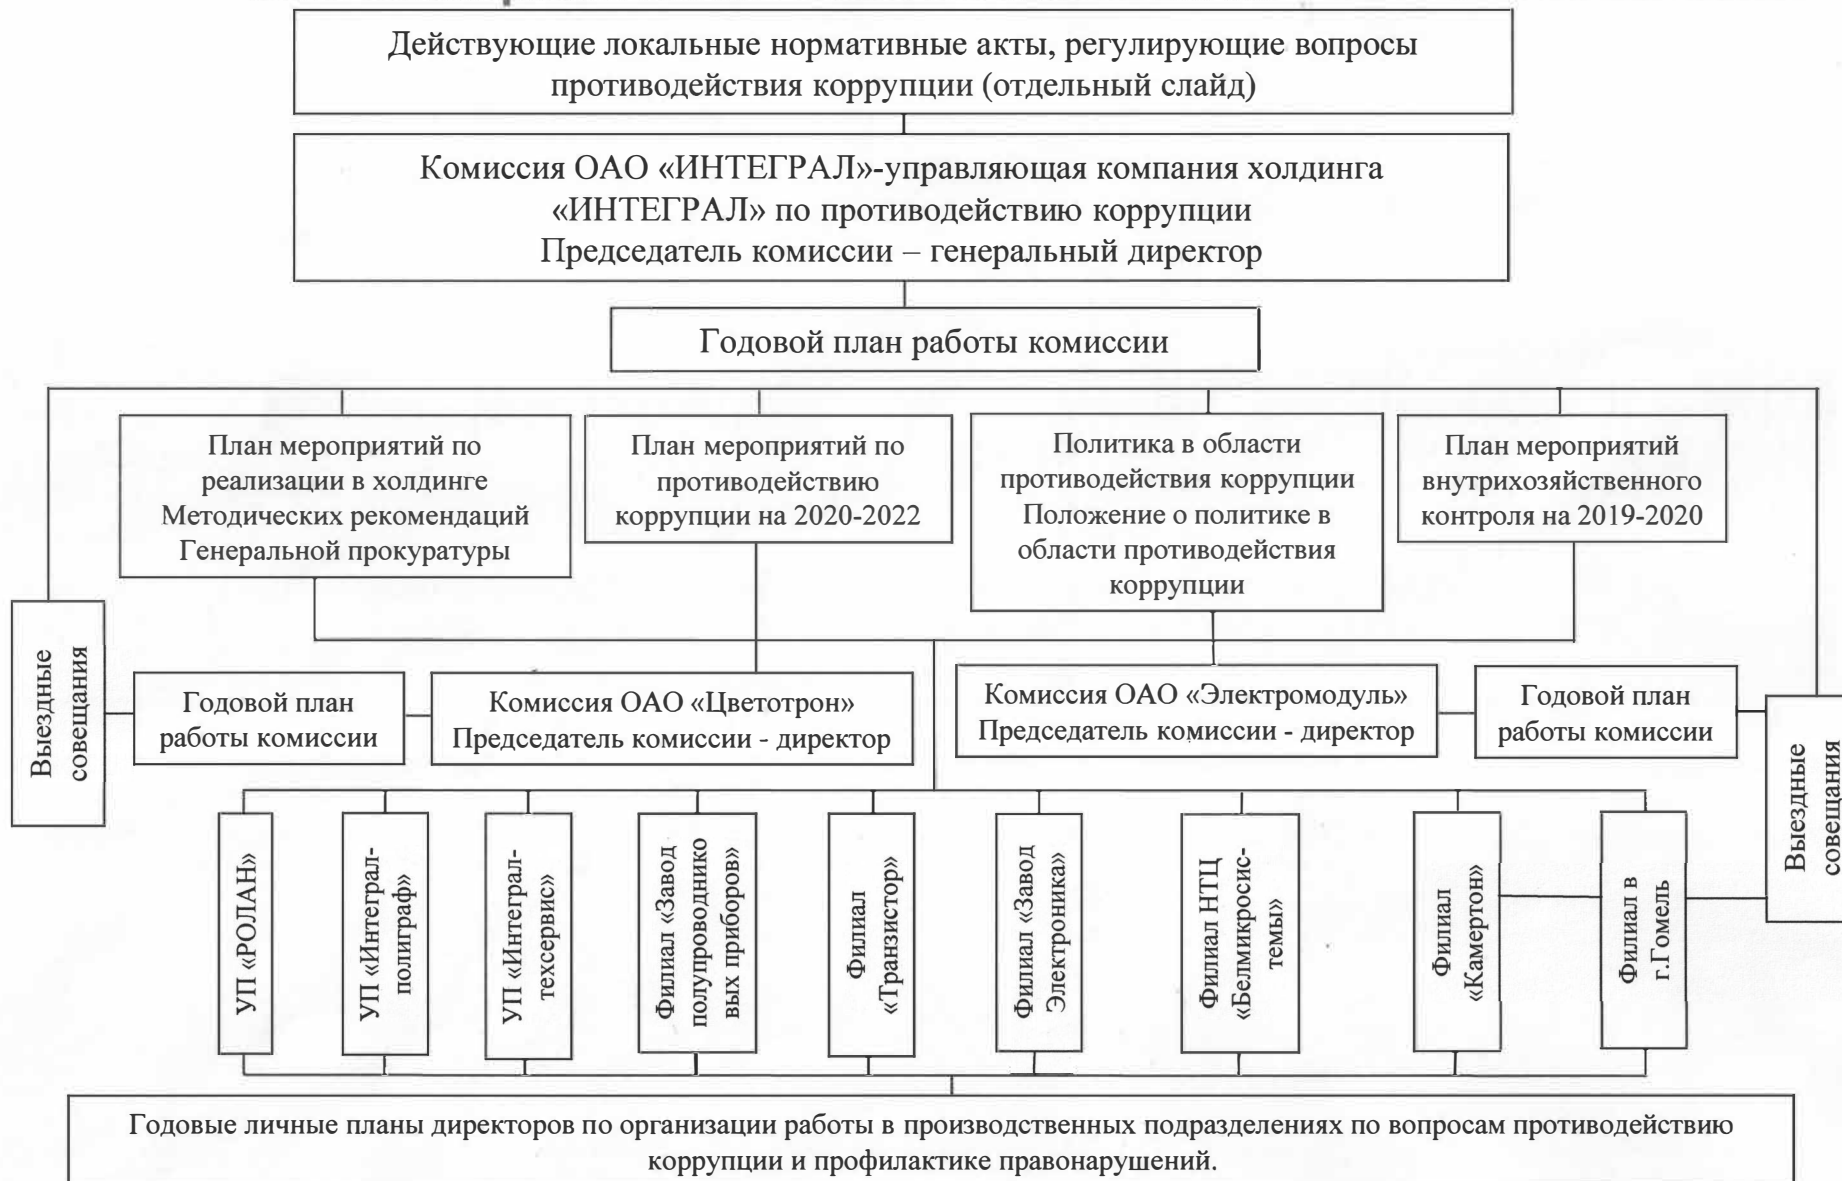 Действующие локальные нормативные акты, регулирующие вопросы
противодействия коррупции (отдельный слайд)
Комиссия ОАО «ИНТЕГРАЛ»-управляющая компания холдинга
«ИНТЕГРАЛ» по противодействию коррупции
Председатель комиссии – генеральный директор
Годовой план работы комиссии
План мероприятий по
реализации в холдинге
Методических рекомендаций
Генеральной прокуратуры
План мероприятий по
противодействию
коррупции на 2020-2022
Политика в области
противодействия коррупции
Положение о политике в
области противодействия
коррупции
План мероприятий
внутрихозяйственного
контроля на 2019-2020
Выездные
совещания
Годовой план
работы комиссии
Комиссия ОАО «Цветотрон»
Председатель комиссии - директор
Комиссия ОАО «Электромодуль»
Председатель комиссии - директор
Годовой план
работы комиссии
Выездные
совещания
УП «РОЛАН»
УП «Интеграл-
полиграф»
УП «Интеграл-
техсервис»
Филиал «Завод
полупроводнико
вых приборов»
Филиал
«Транзистор»
Филиал «Завод
Электроника»
Филиал НТЦ
«Белмикросис-
темы»
Филиал
«Камертон»
Филиал в
г.Гомель
Годовые личные планы директоров по организации работы в производственных подразделениях по вопросам противодействию
коррупции и профилактике правонарушений.